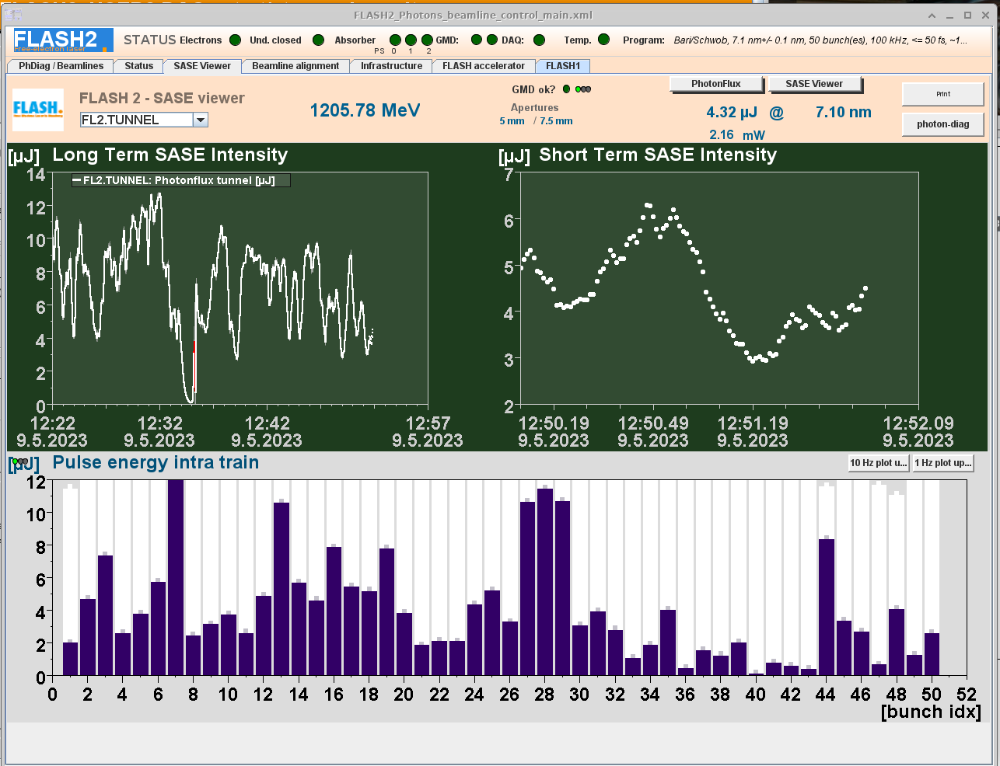 FLASH2_Photons_beamline_control_main.xml
FLASH2
Free-electron laser
STATUS Electrons Und. closed Absorber GMD: DAQ: Temp. Program: Bari/Schwob, 7.1 nm+/- 0.1 nm, 50 bunch(es), 100 kHz, <= 50 fs, ~1...
PS 0 1 2
PhDiag / Beamlines Status SASE Viewer Beamline alignment Infrastructure FLASH accelerator FLASH1
FLASH.
FLASH 2 - SASE viewer
FL2.TUNNEL
1205.78 MeV
GMD ok?
Apertures
5 mm / 7.5 mm
PhotonFlux SASE Viewer
4.32 µJ @ 7.10 nm
2.16 mW
Print
photon-diag
[µJ] Long Term SASE Intensity
FL2.TUNNEL: Photonflux tunnel [µJ]
14
12
10
8
6
4
2
0
12:22 12:32 12:42 12:57
9.5.2023 9.5.2023 9.5.2023 9.5.2023
[µJ] Short Term SASE Intensity
7
6
5
4
3
2
12:50.19 12:50.49 12:51.19 12:52.09
9.5.2023 9.5.2023 9.5.2023 9.5.2023
[µJ] Pulse energy intra train
10 Hz plot u... 1 Hz plot up...
12
10
8
6
4
2
0
0 2 4 6 8 10 12 14 16 18 20 22 24 26 28 30 32 34 36 38 40 42 44 46 48 50 52
[bunch idx]